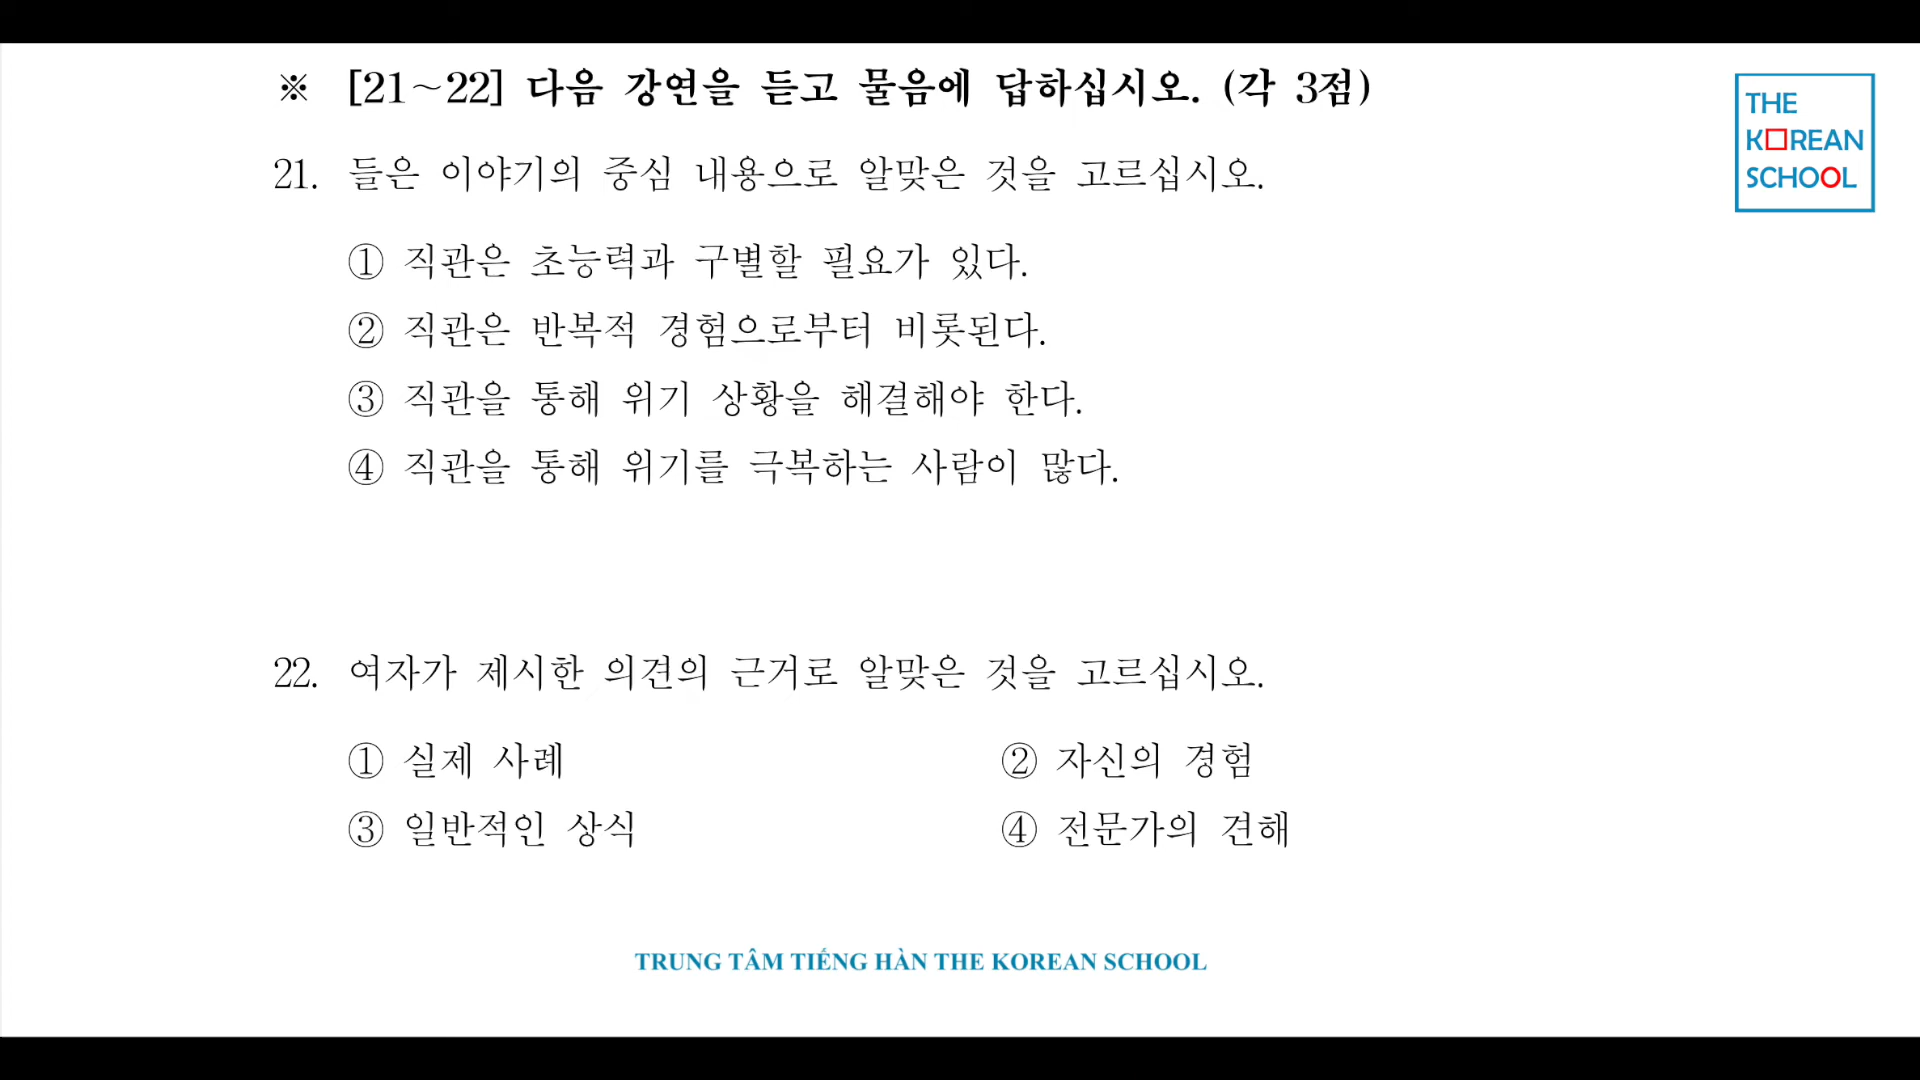 ※ [21~22] 다음 강연을 듣고 물음에 답하십시오. (각 3점)
THE
KOREAN
SCHOOL
21. 들은 이야기의 중심 내용으로 알맞은 것을 고르십시오.
① 직관은 초능력과 구별할 필요가 있다.
② 직관은 반복적 경험으로부터 비롯된다.
③ 직관을 통해 위기 상황을 해결해야 한다.
④ 직관을 통해 위기를 극복하는 사람이 많다.
22. 여자가 제시한 의견의 근거로 알맞은 것을 고르십시오.
① 실제 사례 ② 자신의 경험
③ 일반적인 상식 ④ 전문가의 견해
TRUNG TÂM TIẾNG HÀN THE KOREAN SCHOOL